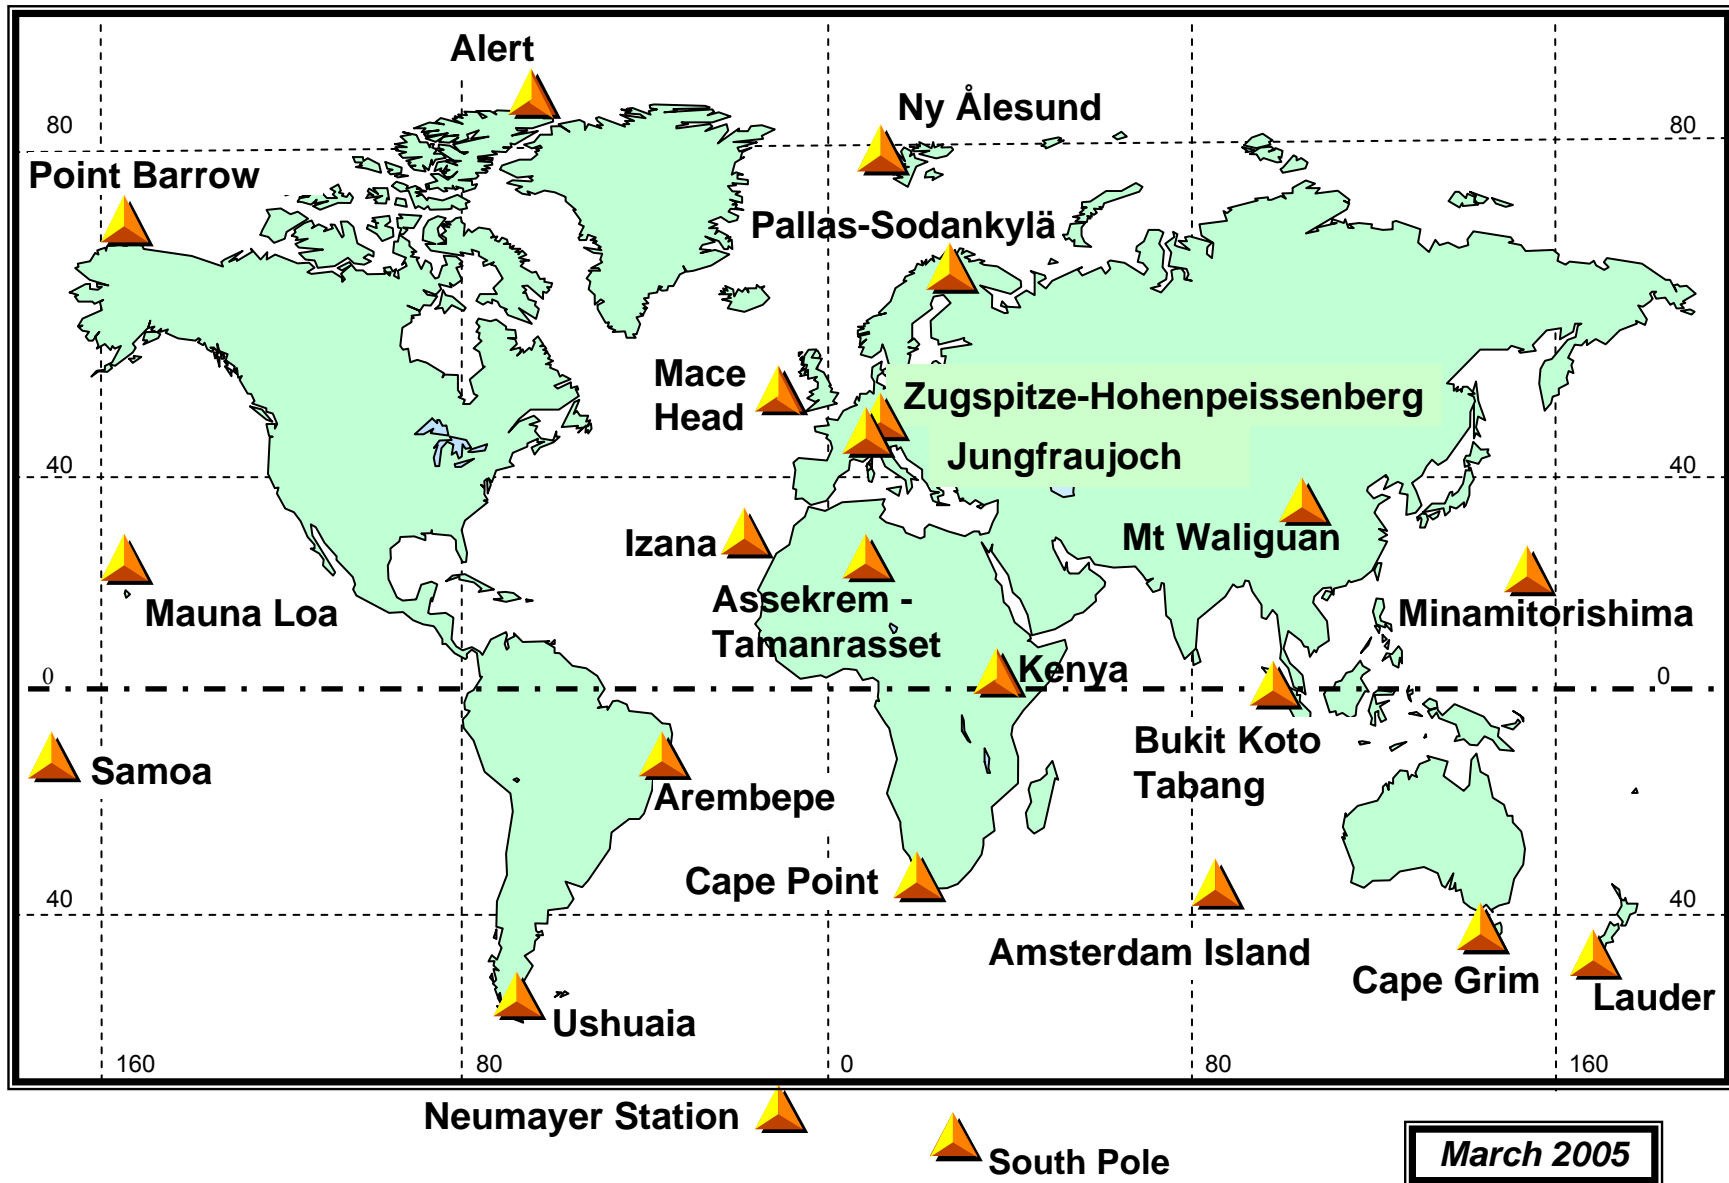 Alert
Ny Ålesund
80
80
Point Barrow
Pallas-Sodankylä
Mace
Head
Zugspitze-Hohenpeissenberg
Jungfraujoch
40
40
Izana
Mt Waliguan
Assekrem -
Tamanrasset
Mauna Loa
Minamitorishima
Kenya
0
0
Samoa
Arembepe
Bukit Koto
Tabang
Cape Point
40
40
Amsterdam Island
Cape Grim
Lauder
Ushuaia
160
80
0
80
160
Neumayer Station
South Pole
March 2005